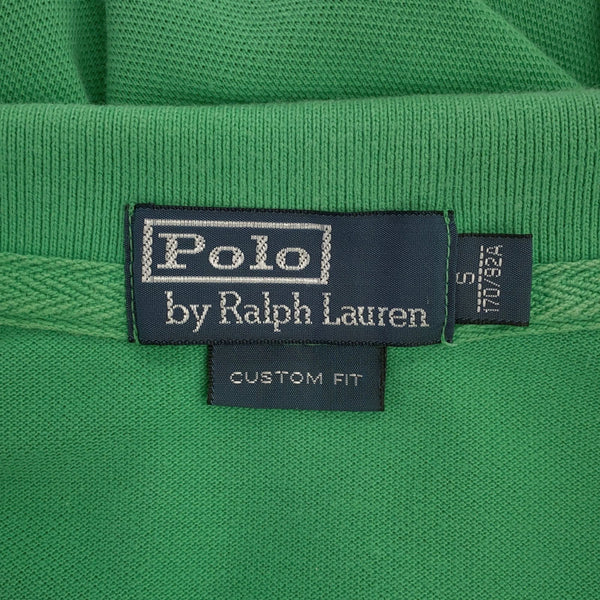 Polo
by Ralph Lauren
CUSTOM FIT
S
170/92A